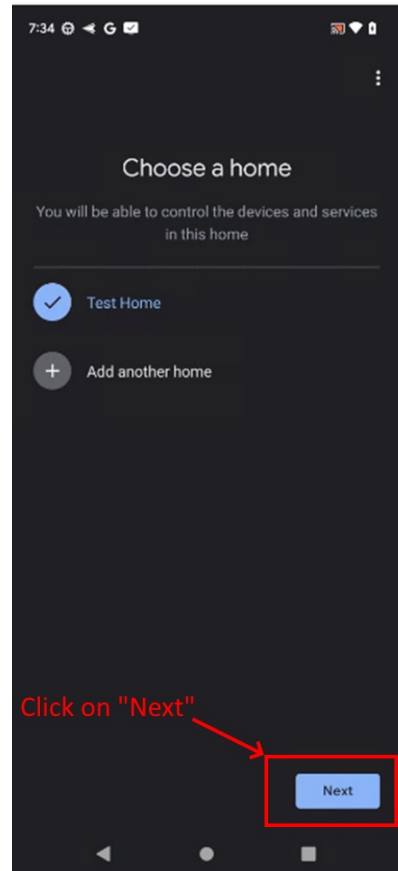 7:34 G
Choose a home
You will be able to control the devices and services
in this home
Test Home
Add another home
Click on "Next"
Next